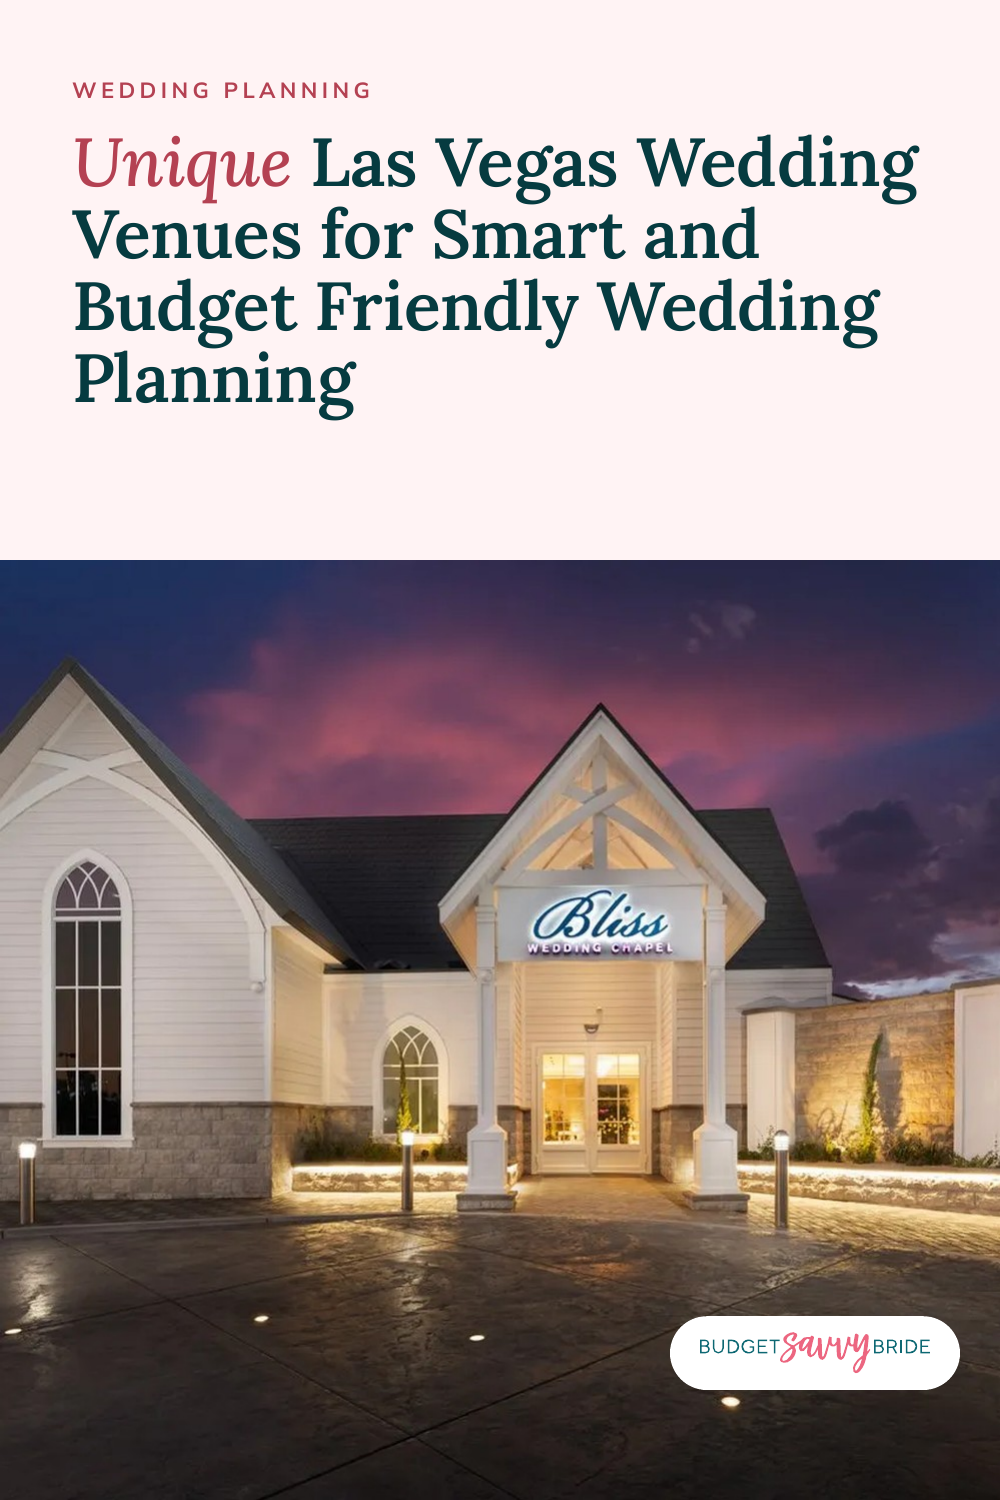 WEDDING PLANNING
Unique Las Vegas Wedding
Venues for Smart and
Budget Friendly Wedding
Planning
Bliss
WEDDING CHAPEL
BUDGET savvy BRIDE